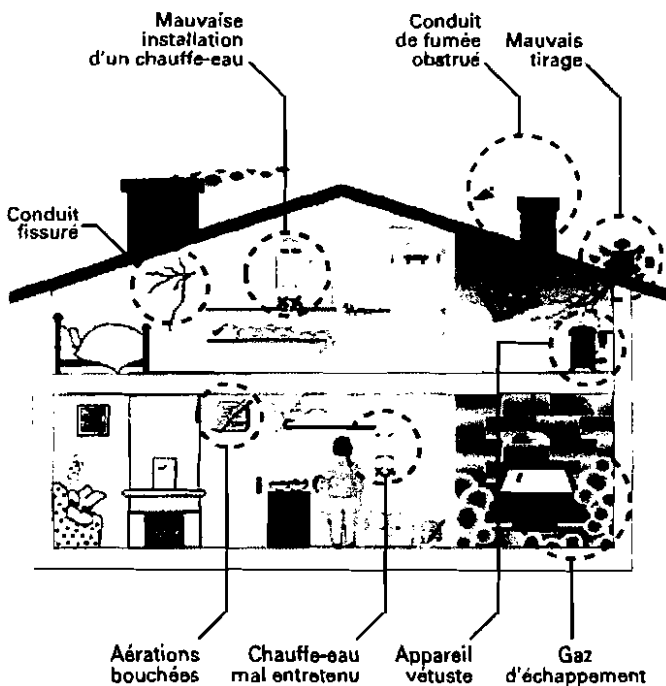 Mauvaise
installation
d'un chauffe-eau
Conduit
de fumée
obstrué
Mauvais
tirage
Conduit
fissuré
Aérations
bouchées
Chauffe-eau
mal entretenu
Appareil
vétuste
Gaz
d'échappement